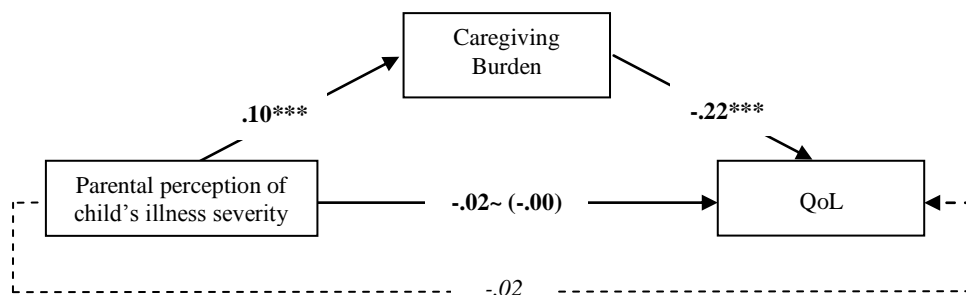 Caregiving
Burden
.10***
-.22***
Parental perception of
child’s illness severity
-.02~ (-.00)
QoL
-.02